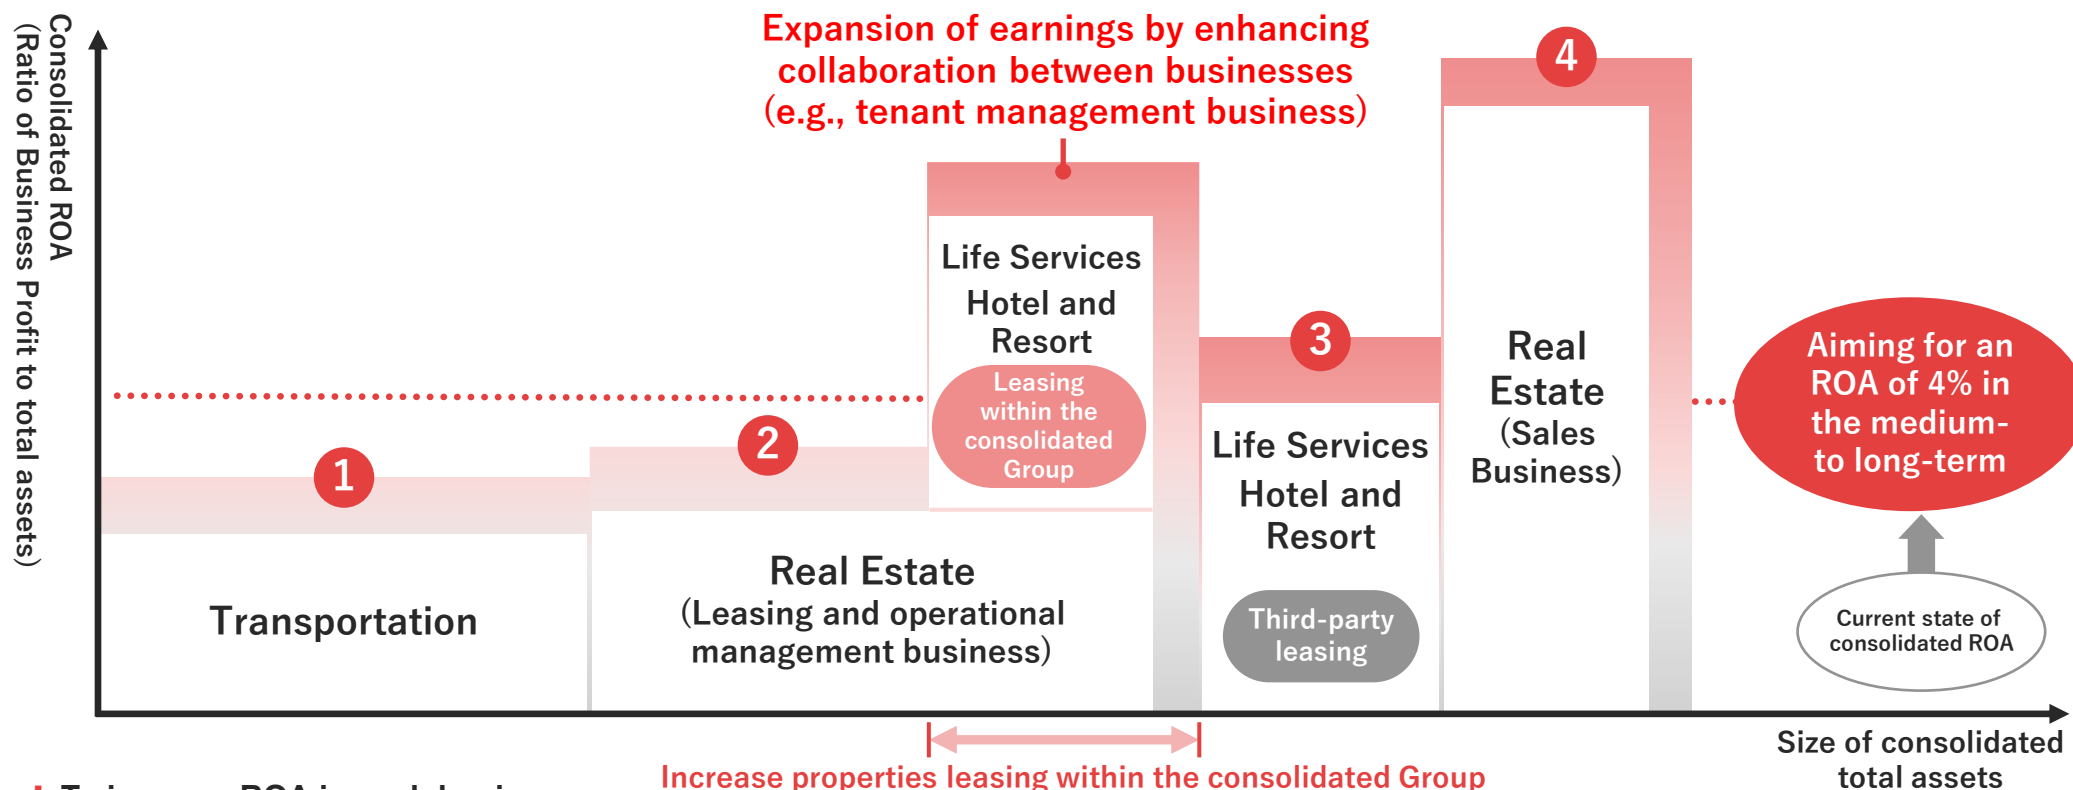 Consolidated ROA
(Ratio of Business Profit to total assets)
Expansion of earnings by enhancing
collaboration between businesses
(e.g., tenant management business)
1
Transportation
2
Real Estate
(Leasing and operational
management business)
Life Services
Hotel and
Resort
Leasing
within the
consolidated
Group
3
Life Services
Hotel and
Resort
Third-party
leasing
4
Real
Estate
(Sales
Business)
Aiming for an
ROA of 4% in
the medium-
to long-term
Current state of
consolidated ROA
Size of consolidated
total assets
Increase properties leasing within the consolidated Group